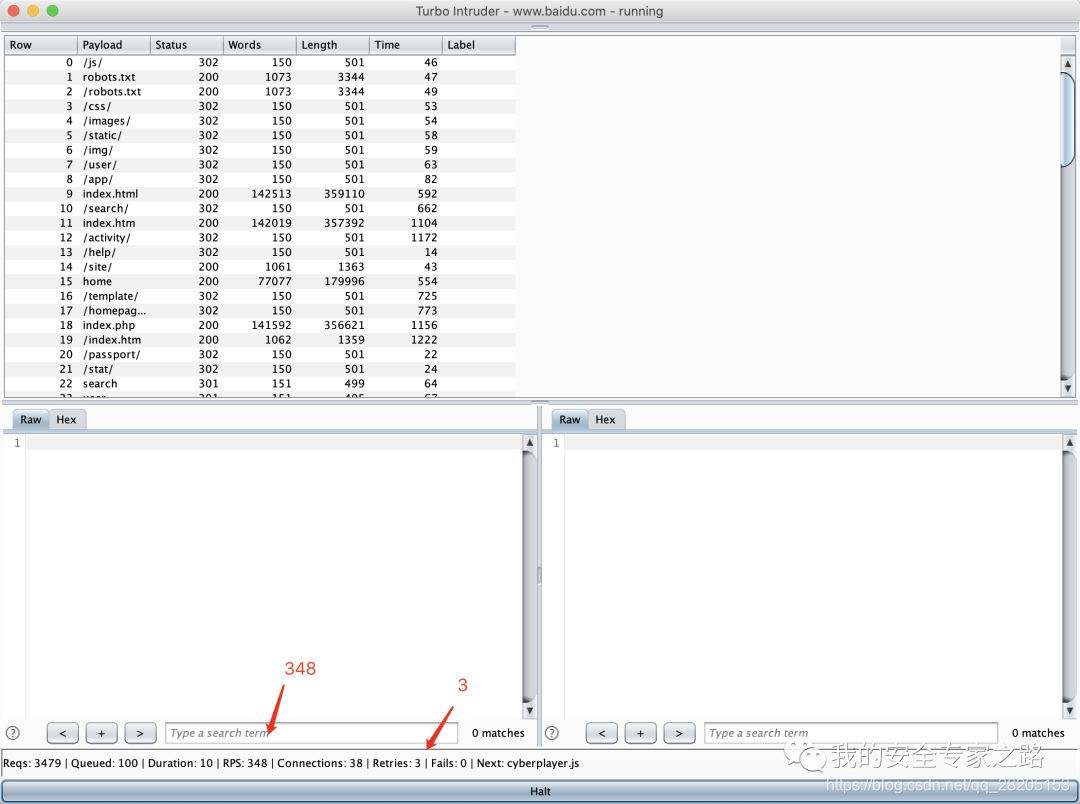 Turbo Intruder - www.baidu.com - running
Row Payload Status Words Length Time Label
0 /js/ 302 150 501 46
1 robots.txt 200 1073 3344 47
2 /robots.txt 200 1073 3344 49
3 /css/ 302 150 501 53
4 /images/ 302 150 501 54
5 /static/ 302 150 501 58
6 /img/ 302 150 501 59
7 /user/ 302 150 501 63
8 /app/ 302 150 501 82
9 index.html 200 142513 359110 592
10 /search/ 302 150 501 662
11 index.htm 200 142019 357392 1104
12 /activity/ 302 150 501 1172
13 /help/ 302 150 501 14
14 /site/ 200 1061 1363 43
15 home 200 77077 179996 554
16 /template/ 302 150 501 725
17 /homepag... 302 150 501 773
18 index.php 200 141592 356621 1156
19 /index.htm 200 1062 1359 1222
20 /passport/ 302 150 501 22
21 /stat/ 302 150 501 24
22 search 301 151 499 64
Raw Hex
Raw Hex
1
1
348
3
? < + > Type a search term 0 matches
? < + > Type a search term 0 matches
Reqs: 3479 | Queued: 100 | Duration: 10 | RPS: 348 | Connections: 38 | Retries: 3 | Fails: 0 | Next: cyberplayer.js
我的安全专家之路
https://blog.csdn.net/qq_28205153
Halt